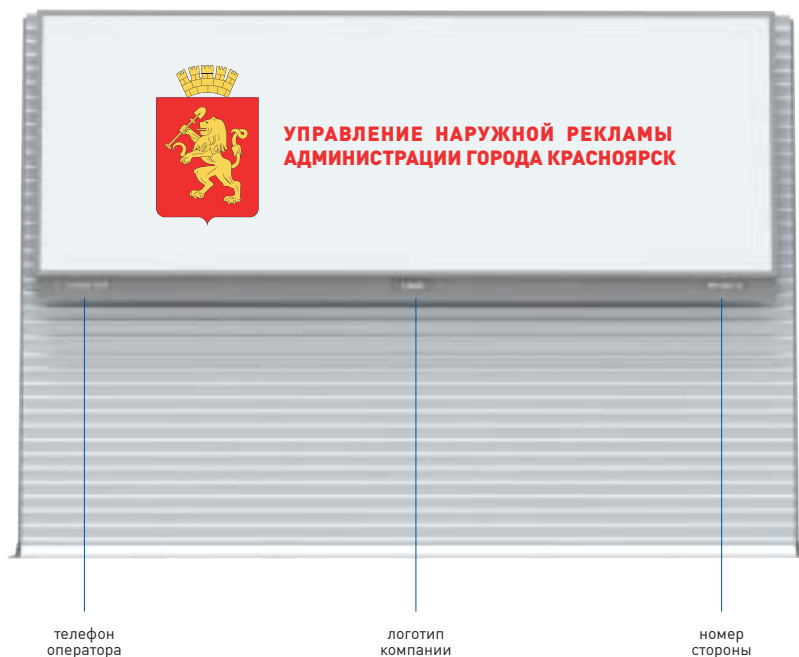 УПРАВЛЕНИЕ НАРУЖНОЙ РЕКЛАМЫ
АДМИНИСТРАЦИИ ГОРОДА КРАСНОЯРСК
телефон
оператора
логотип
компании
номер
стороны